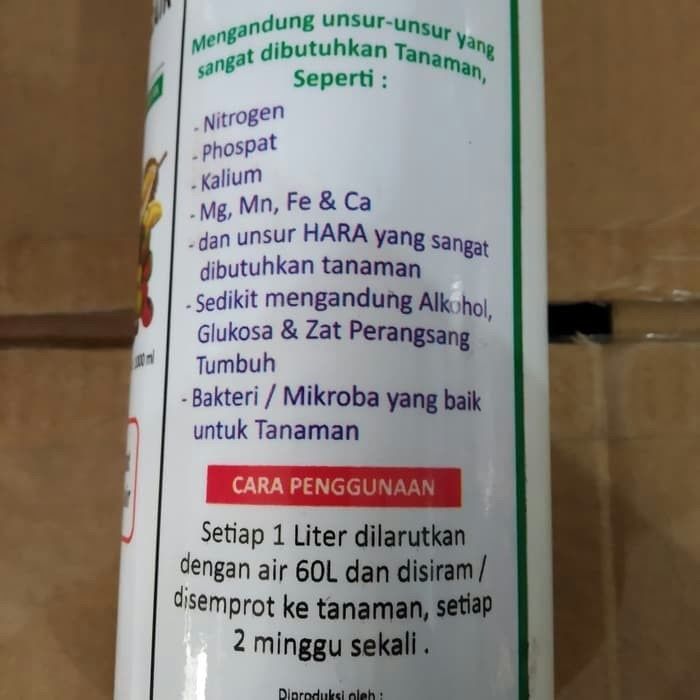 Mengandung unsur-unsur yang
sangat dibutuhkan Tanaman,
Seperti :
- Nitrogen
- Phospat
- Kalium
- Mg, Mn, Fe & Ca
- dan unsur HARA yang sangat
dibutuhkan tanaman
- Sedikit mengandung Alkohol,
Glukosa & Zat Perangsang
Tumbuh
- Bakteri / Mikroba yang baik
untuk Tanaman
1000 ml
CARA PENGGUNAAN
Setiap 1 Liter dilarutkan
dengan air 60L dan disiram /
disemprot ke tanaman, setiap
2 minggu sekali .
Diproduksi oleh :